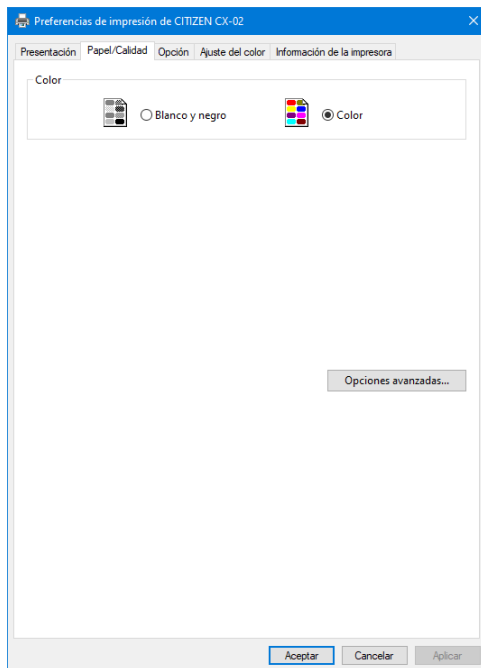 Preferencias de impresión de CITIZEN CX-02
Presentación Papel/Calidad Opción Ajuste del color Información de la impresora
Color
Blanco y negro Color
Opciones avanzadas...
Aceptar Cancelar Aplicar